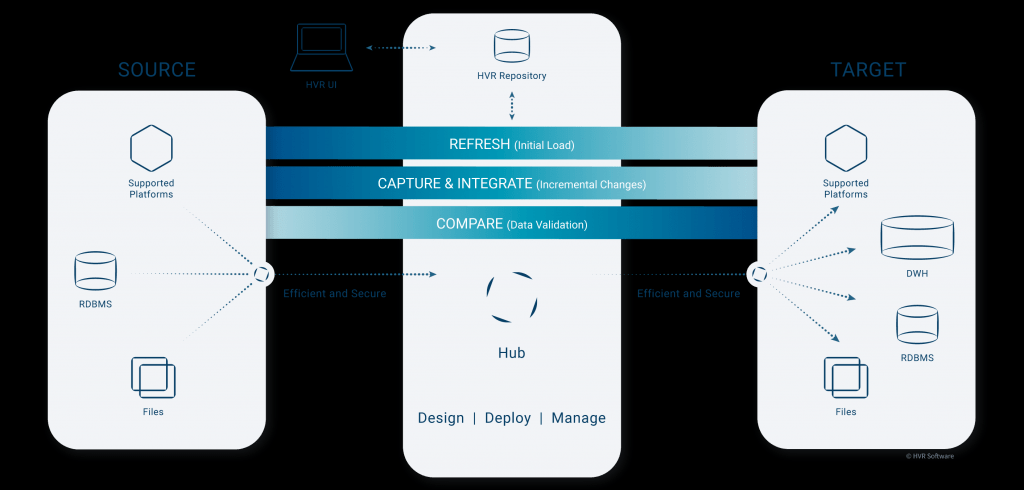 HVR UI
HVR Repository
SOURCE
TARGET
REFRESH (Initial Load)
CAPTURE & INTEGRATE (Incremental Changes)
COMPARE (Data Validation)
Supported
Platforms
RDBMS
Files
Efficient and Secure
Hub
Design | Deploy | Manage
Efficient and Secure
Supported
Platforms
DWH
RDBMS
Files
© HVR Software